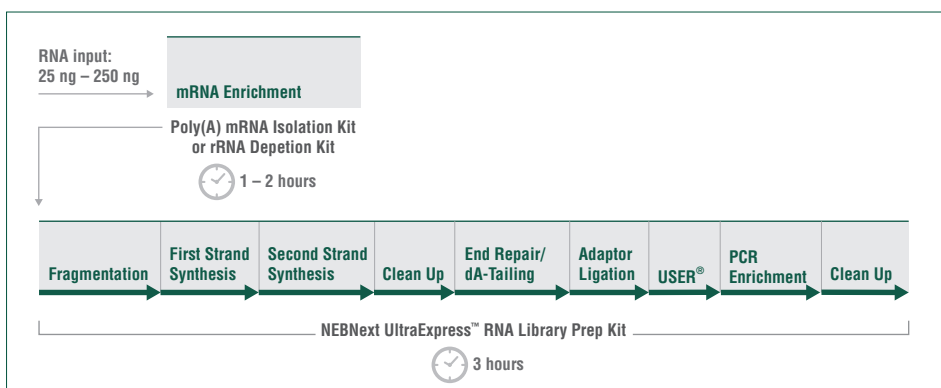 RNA input:
25 ng – 250 ng
mRNA Enrichment
Poly(A) mRNA Isolation Kit
or rRNA Depetion Kit
1 – 2 hours
Fragmentation
First Strand
Synthesis
Second Strand
Synthesis
Clean Up
End Repair/
dA-Tailing
Adaptor
Ligation
USER®
PCR
Enrichment
Clean Up
NEBNext UltraExpress™ RNA Library Prep Kit
3 hours